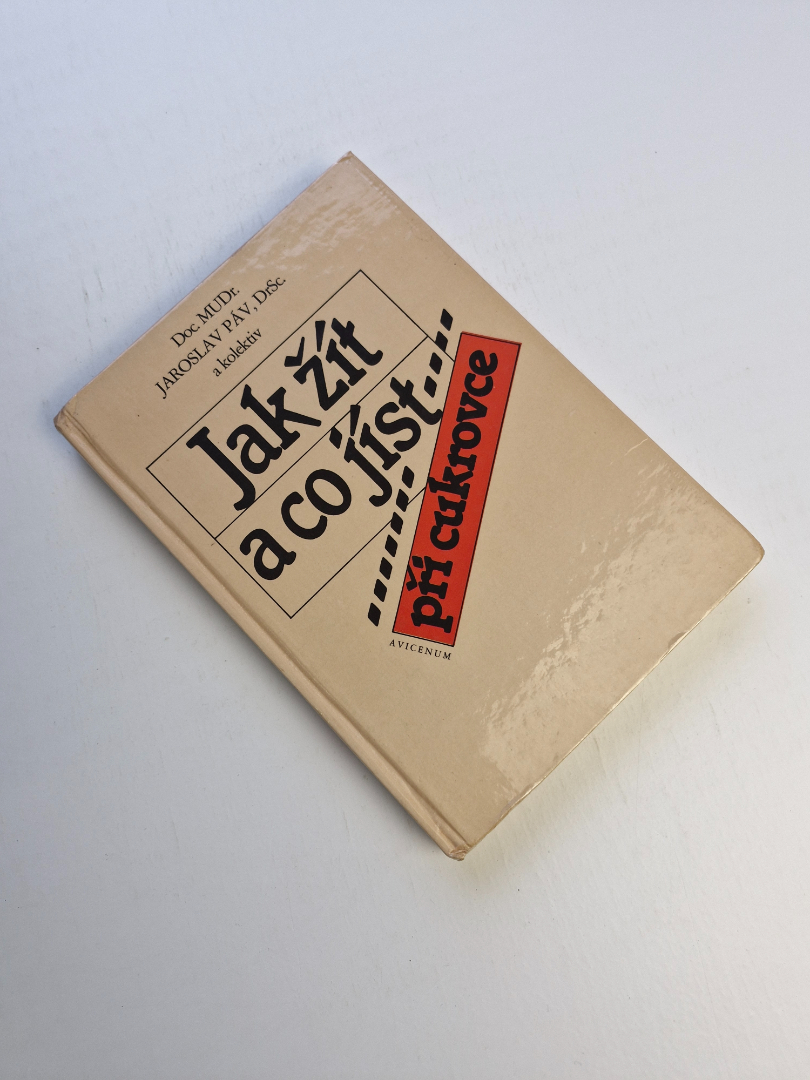 Doc. MUDr.
JAROSLAV PÁV, DrSc.
a kolektiv
Jak žít
a co jíst....
při cukrovce
AVICENUM